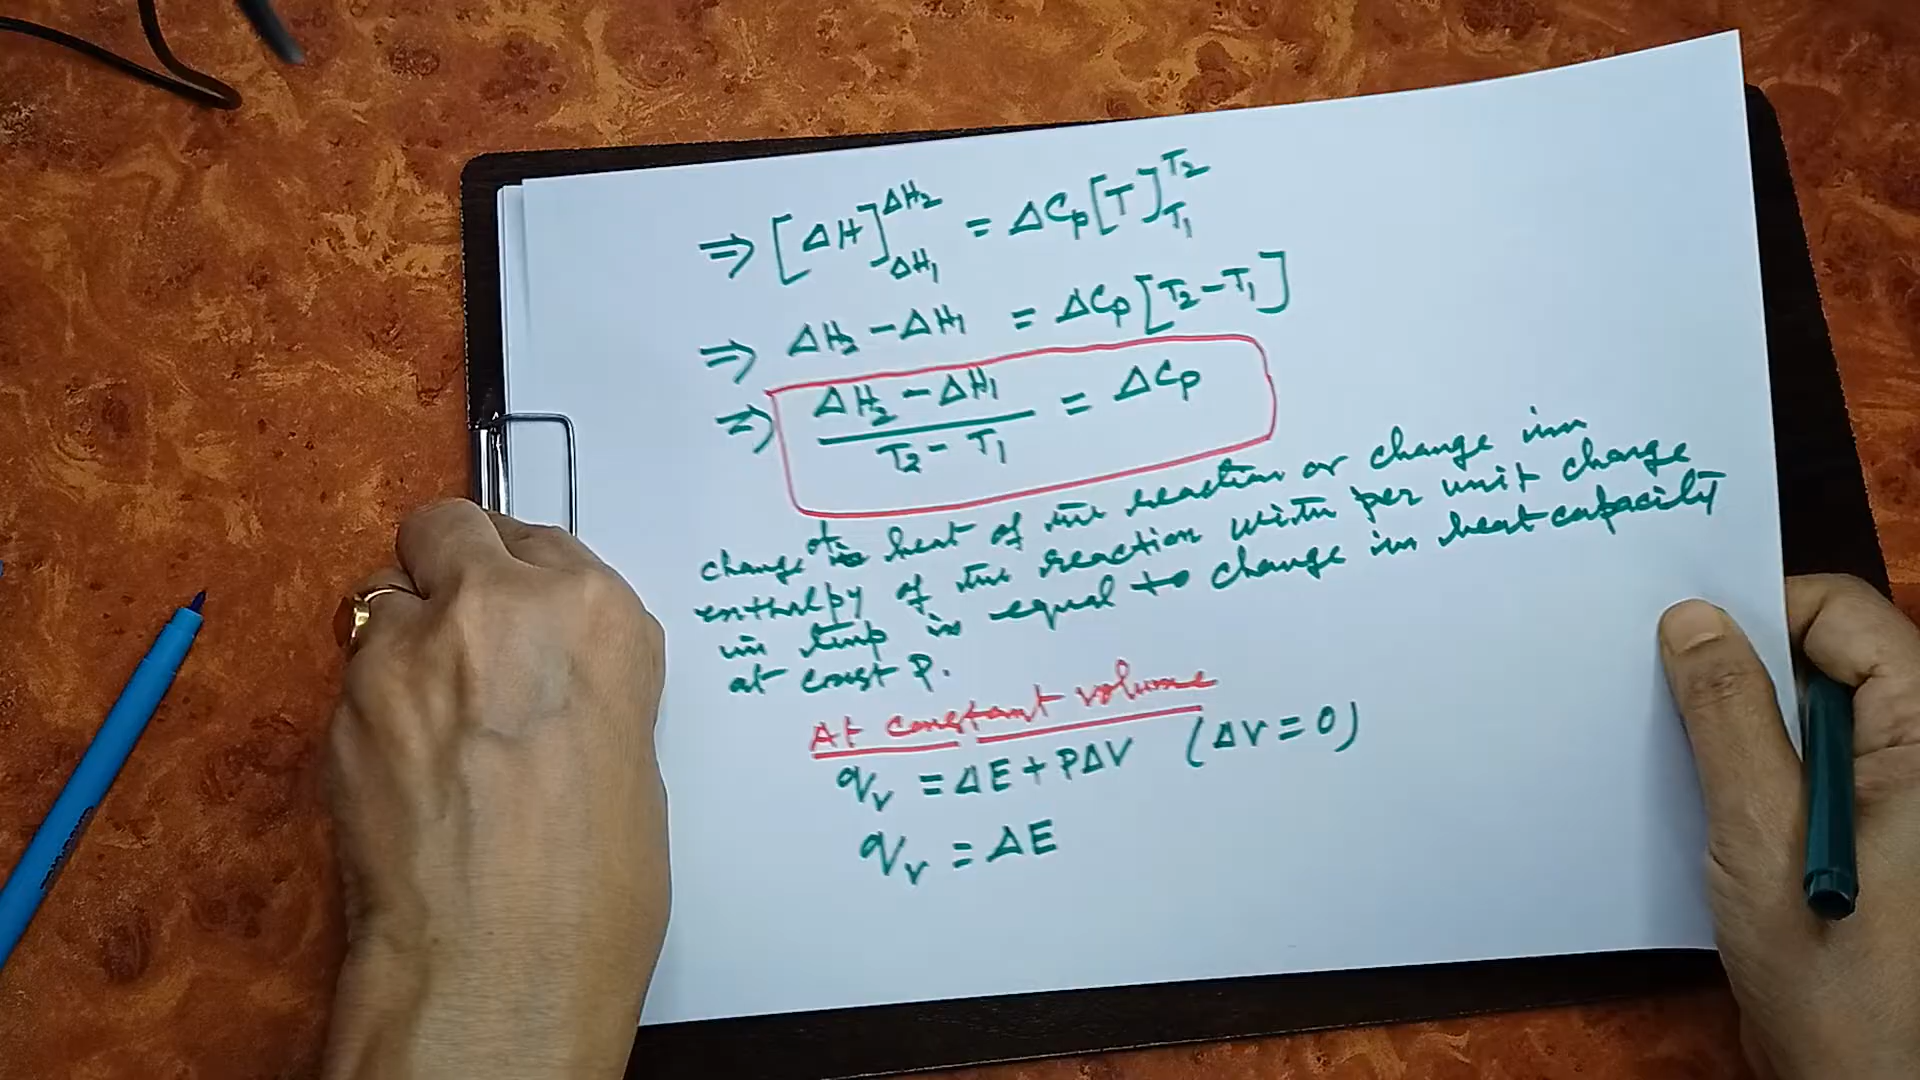 ⇒ [ΔH]_{ΔH₁}^{ΔH₂} = ΔCp [T]_{T₁}^{T₂}
⇒ ΔH₂ - ΔH₁ = ΔCp [T₂ - T₁]
⇒ (ΔH₂ - ΔH₁)/(T₂ - T₁) = ΔCp
change of heat of the reaction or change in
enthalpy of the reaction with per unit change
in temp is equal to change in heat capacity
at const P.
At constant volume
qv = ΔE + PΔV (ΔV = 0)
qv = ΔE